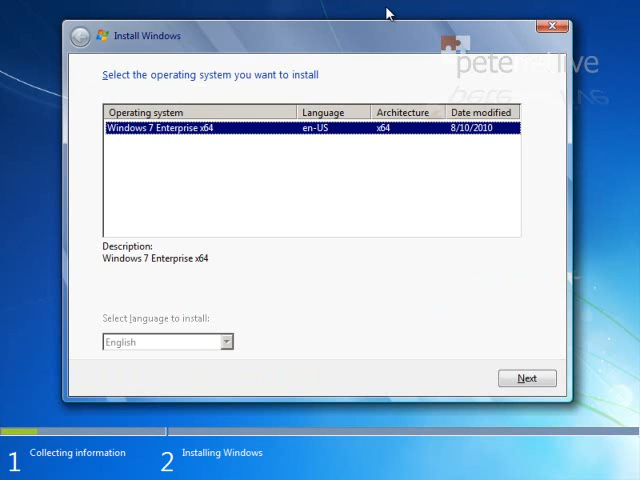 Install Windows
Select the operating system you want to install
Operating system Language Architecture Date modified
Windows 7 Enterprise x64 en-US x64 8/10/2010
Description:
Windows 7 Enterprise x64
Select language to install:
English
Next
1 Collecting information 2 Installing Windows